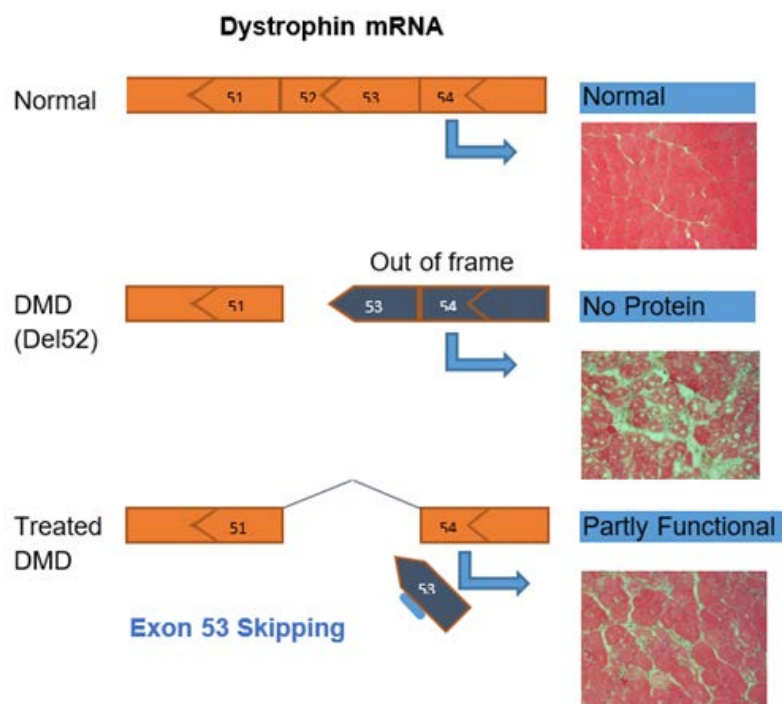 Dystrophin mRNA
Normal
51 52 53 54
Normal
Out of frame
DMD
(Del52)
51 53 54
No Protein
Treated
DMD
51 54
53
Partly Functional
Exon 53 Skipping